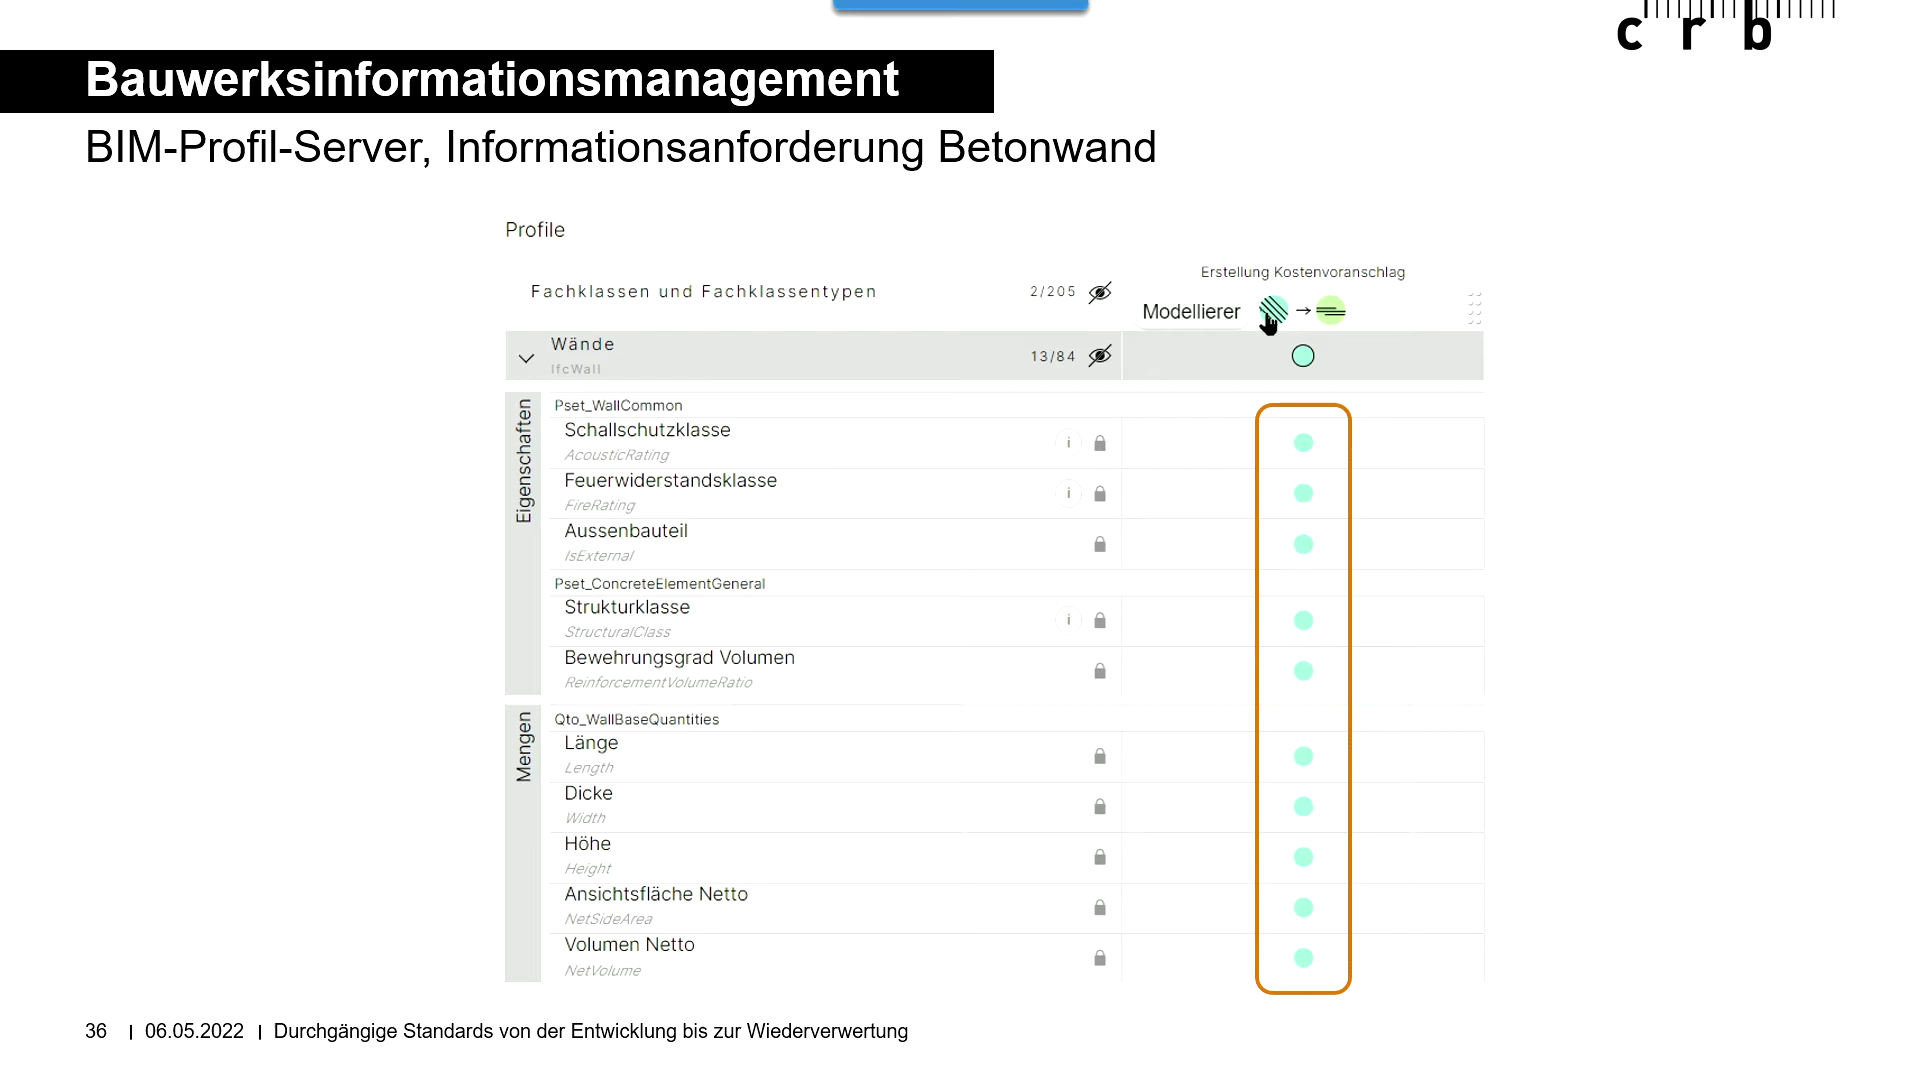 crb
Bauwerksinformationsmanagement
BIM-Profil-Server, Informationsanforderung Betonwand
Profile
Erstellung Kostenvoranschlag
Fachklassen und Fachklassentypen 2/205
Modellierer
Wände 13/84
IfcWall
Eigenschaften
Pset_WallCommon
Schallschutzklasse i
AcousticRating
Feuerwiderstandsklasse i
FireRating
Aussenbauteil
IsExternal
Pset_ConcreteElementGeneral
Strukturklasse i
StructuralClass
Bewehrungsgrad Volumen
ReinforcementVolumeRatio
Mengen
Qto_WallBaseQuantities
Länge
Length
Dicke
Width
Höhe
Height
Ansichtsfläche Netto
NetSideArea
Volumen Netto
NetVolume
36 | 06.05.2022 | Durchgängige Standards von der Entwicklung bis zur Wiederverwertung